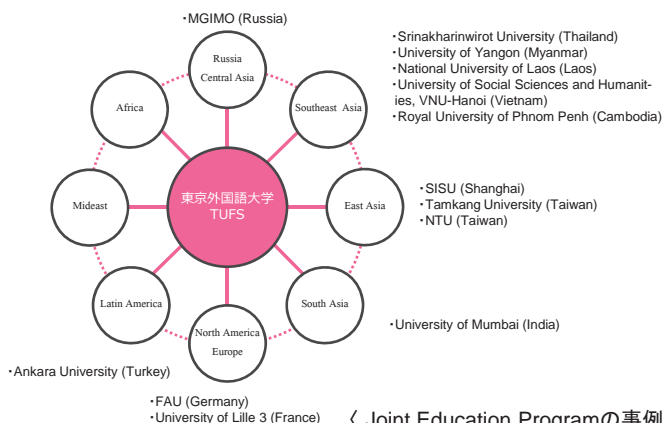 ・MGIMO (Russia)
Russia
Central Asia
・Srinakharinwirot University (Thailand)
・University of Yangon (Myanmar)
・National University of Laos (Laos)
・University of Social Sciences and Humanit-
ies, VNU-Hanoi (Vietnam)
・Royal University of Phnom Penh (Cambodia)
Africa
Southeast Asia
Mideast
東京外国語大学
TUFS
East Asia
・SISU (Shanghai)
・Tamkang University (Taiwan)
・NTU (Taiwan)
Latin America
South Asia
North America
Europe
・University of Mumbai (India)
・Ankara University (Turkey)
・FAU (Germany)
・University of Lille 3 (France)
〈 Joint Education Programの事例